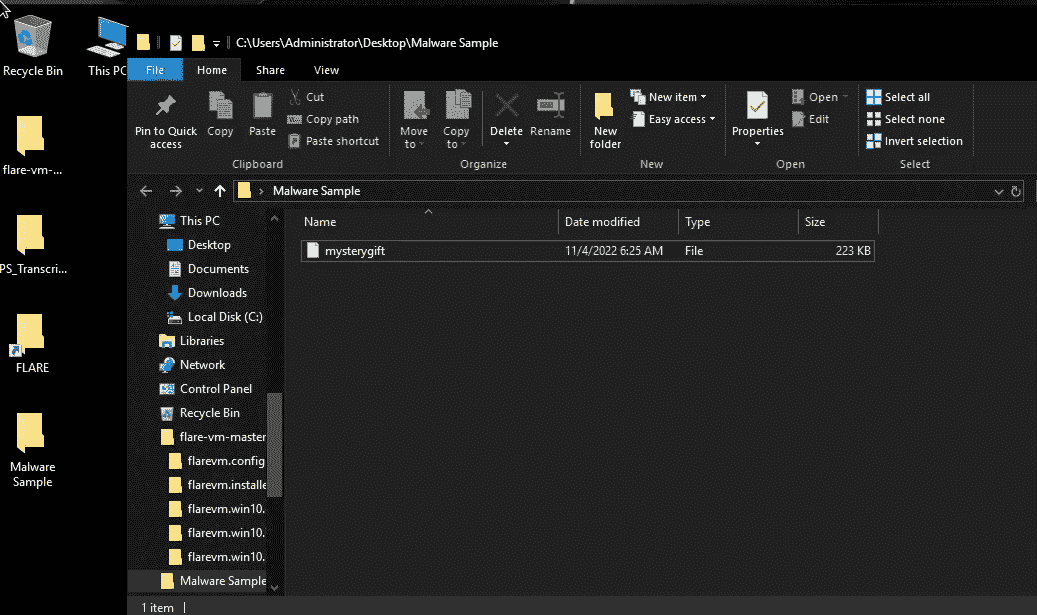 C:\Users\Administrator\Desktop\Malware Sample
Recycle Bin
This PC
flare-vm-...
PS_Transcri...
FLARE
Malware
Sample
File Home Share View
Pin to Quick
access
Copy
Paste
Cut
Copy path
Paste shortcut
Clipboard
Move
to
Copy
to
Delete
Rename
Organize
New
folder
New item
Easy access
New
Properties
Open
Edit
Open
Select all
Select none
Invert selection
Select
Malware Sample
This PC
Desktop
Documents
Downloads
Local Disk (C:)
Libraries
Network
Control Panel
Recycle Bin
flare-vm-master
flarevm.config
flarevm.installe
flarevm.win10.
flarevm.win10.
flarevm.win10.
Malware Sample
Name Date modified Type Size
mysterygift 11/4/2022 6:25 AM File 223 KB
1 item